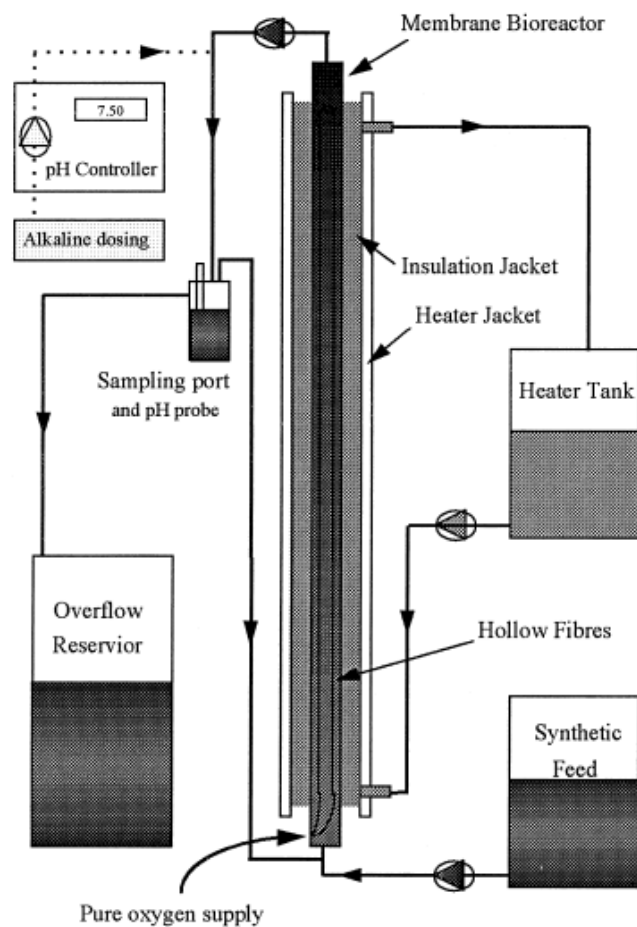 Membrane Bioreactor
7.50
pH Controller
Alkaline dosing
Insulation Jacket
Heater Jacket
Sampling port
and pH probe
Heater Tank
Overflow
Reservior
Hollow Fibres
Synthetic
Feed
Pure oxygen supply